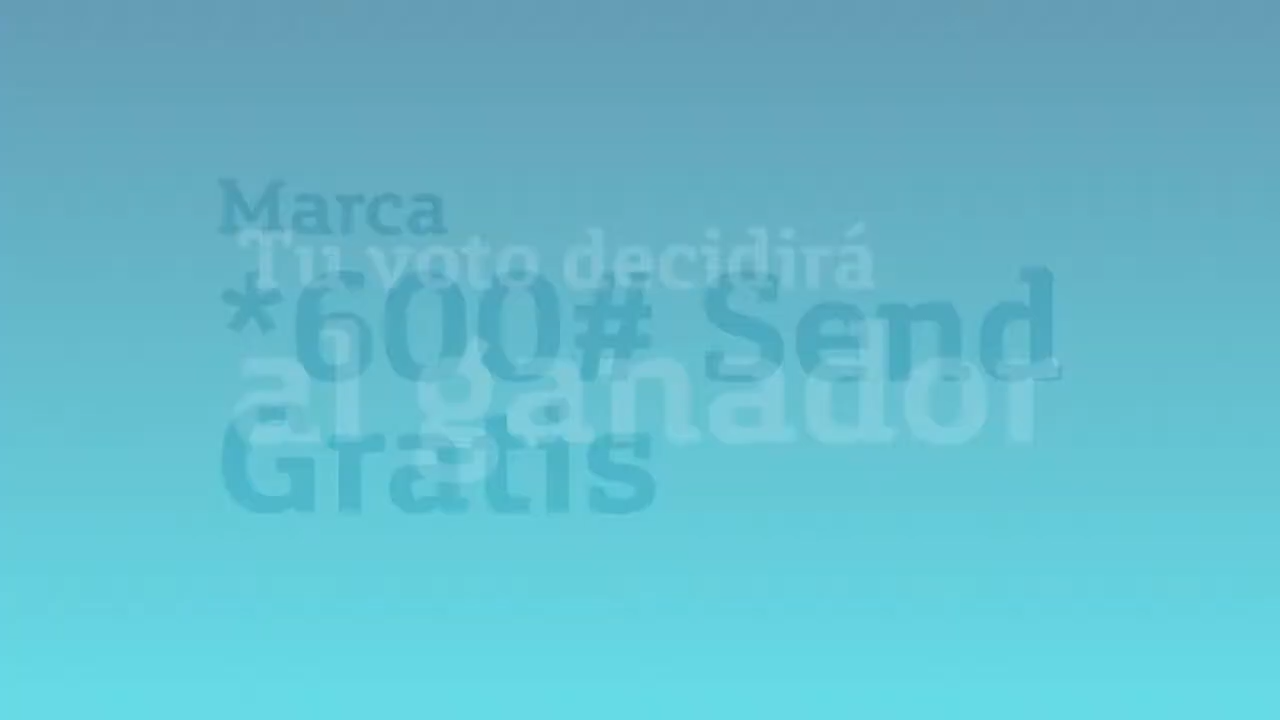 Marca
Tu voto decidirá
*600# Send
al ganador
Gratis